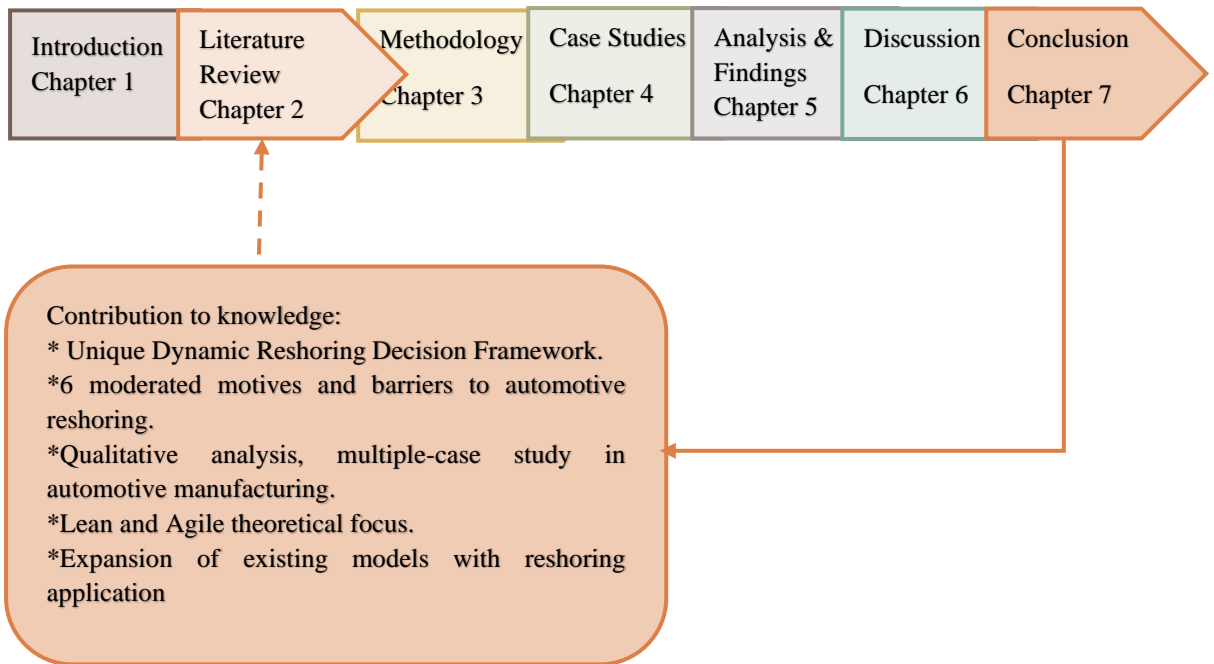 Introduction
Chapter 1
Literature
Review
Chapter 2
Methodology
Chapter 3
Case Studies
Chapter 4
Analysis &
Findings
Chapter 5
Discussion
Chapter 6
Conclusion
Chapter 7
Contribution to knowledge:
* Unique Dynamic Reshoring Decision Framework.
*6 moderated motives and barriers to automotive
reshoring.
*Qualitative analysis, multiple-case study in
automotive manufacturing.
*Lean and Agile theoretical focus.
*Expansion of existing models with reshoring
application